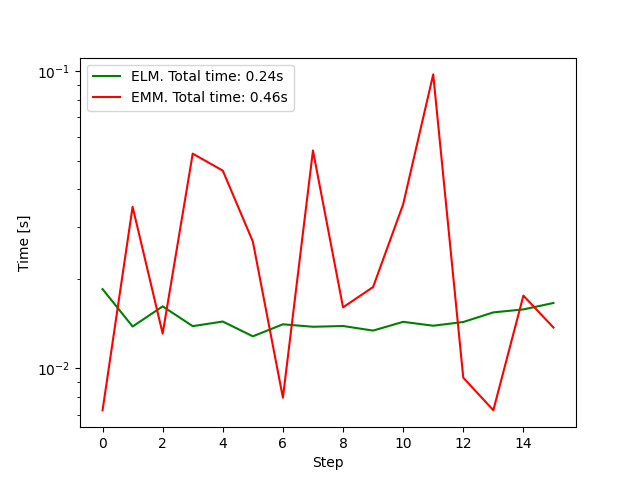 ELM. Total time: 0.24s
EMM. Total time: 0.46s
10⁻¹
10⁻²
Time [s]
0 2 4 6 8 10 12 14
Step